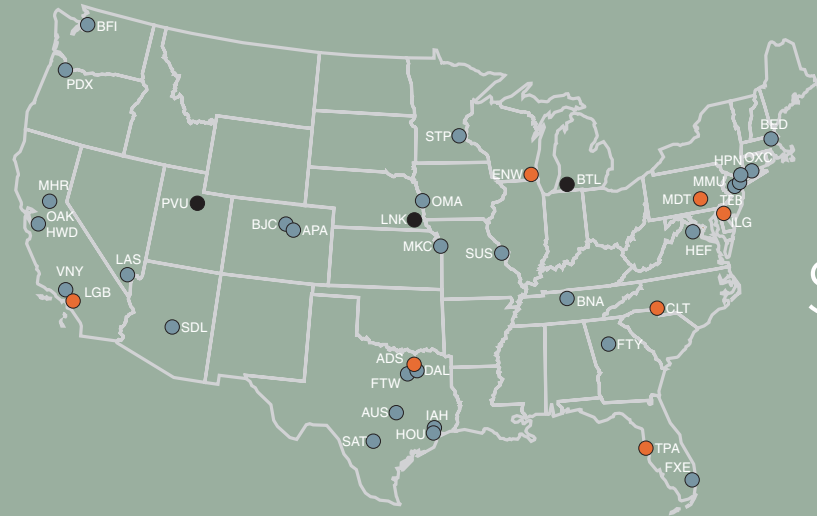 BFI
PDX
BED
STP
HPN OXC
ENW
BTL
MMU
MHR
PVU
OMA
MDT
TEB
OAK
LNK
ILG
HWD
BJC
APA
MKC
HEF
SUS
LAS
VNY
LGB
BNA
CLT
SDL
FTY
ADS
DAL
FTW
AUS
IAH
HOU
SAT
TPA
FXE